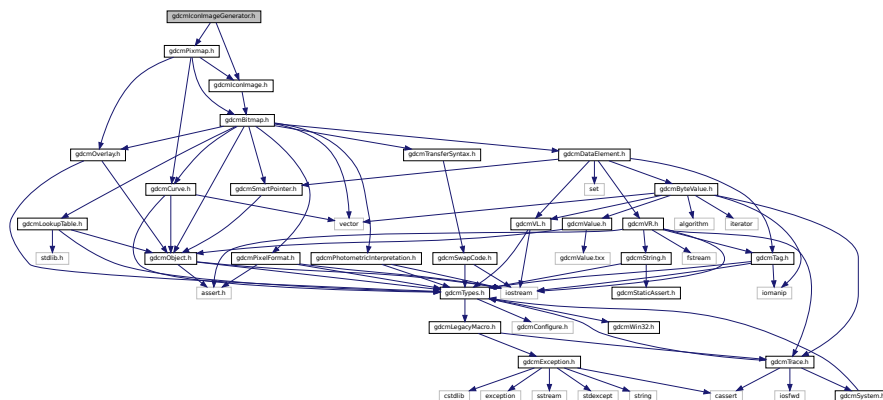 gdcmIconImageGenerator.h
gdcmPixmap.h
gdcmIconImage.h
gdcmBitmap.h
gdcmOverlay.h
gdcmTransferSyntax.h
gdcmDataElement.h
gdcmCurve.h
gdcmSmartPointer.h
set
gdcmByteValue.h
gdcmLookupTable.h
vector
gdcmVL.h
gdcmValue.h
gdcmVR.h
algorithm
iterator
stdlib.h
gdcmObject.h
gdcmPixelFormat.h
gdcmPhotometricInterpretation.h
gdcmSwapCode.h
gdcmValue.txx
gdcmString.h
fstream
gdcmTag.h
assert.h
gdcmTypes.h
iostream
gdcmStaticAssert.h
iomanip
gdcmLegacyMacro.h
gdcmConfigure.h
gdcmWin32.h
gdcmException.h
gdcmTrace.h
cstdlib
exception
sstream
stdexcept
string
cassert
iosfwd
gdcmSystem.h